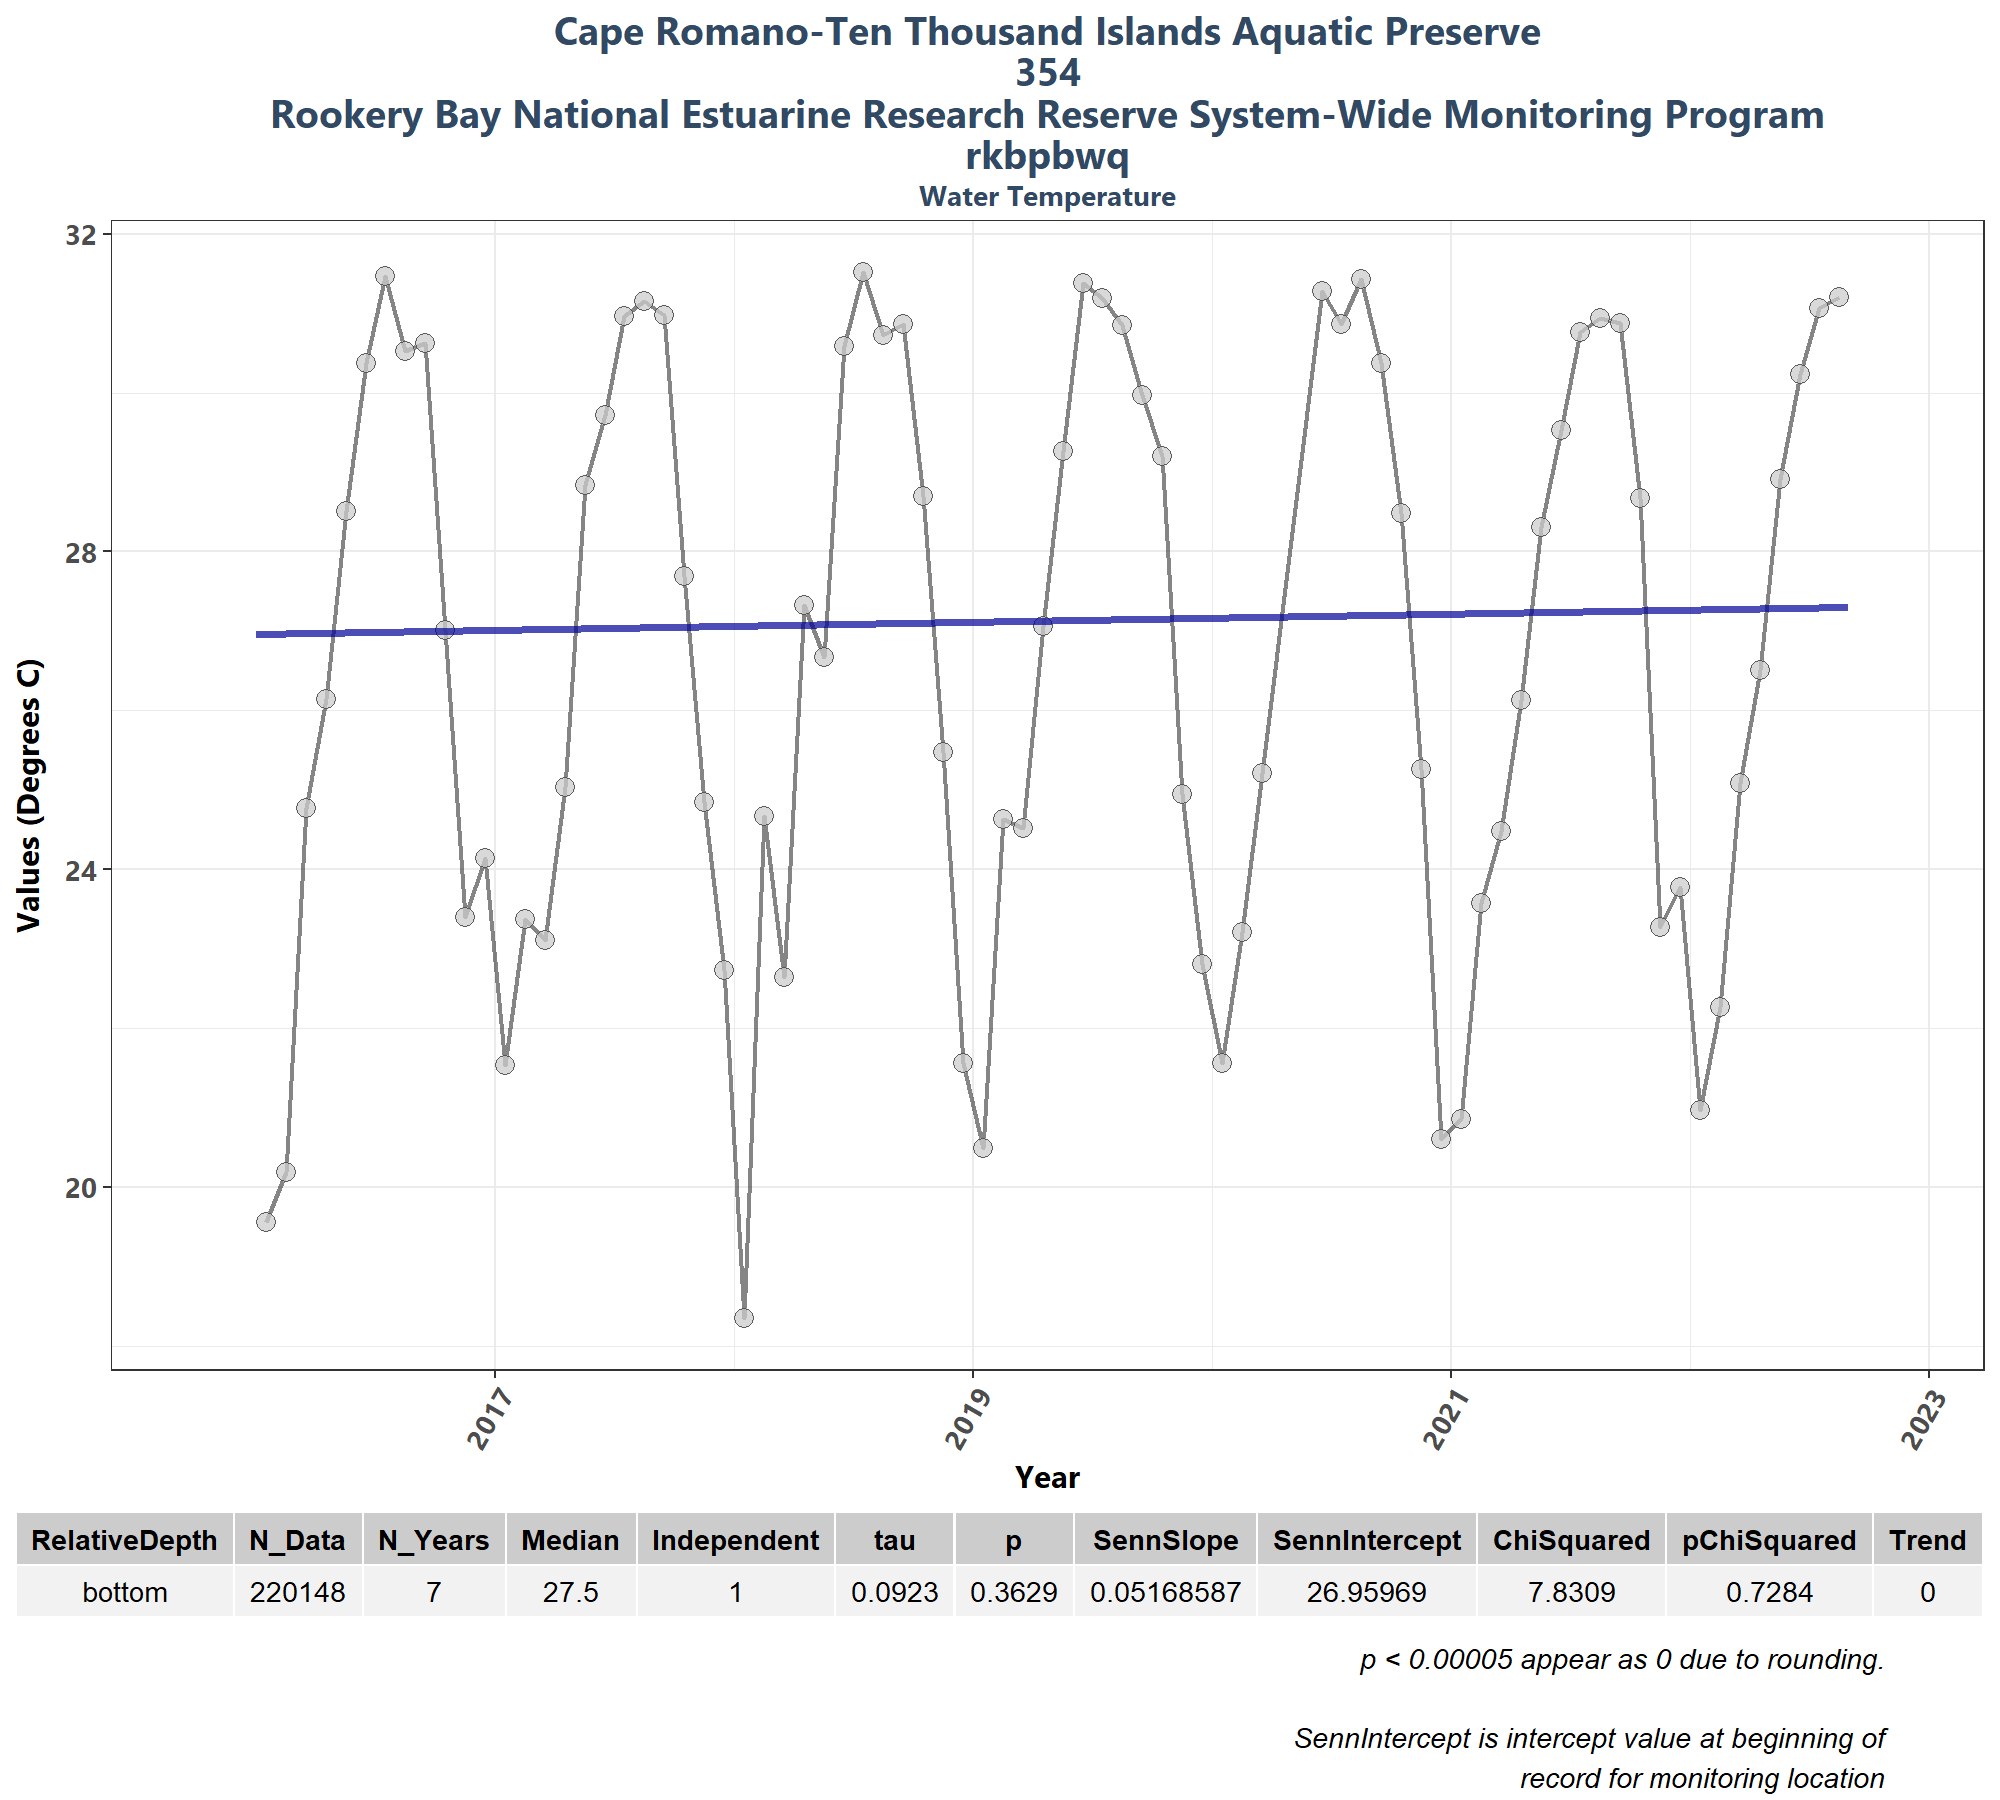 Cape Romano-Ten Thousand Islands Aquatic Preserve
354
Rookery Bay National Estuarine Research Reserve System-Wide Monitoring Program
rkbpbwq
Water Temperature
32
28
24
20
Values (Degrees C)
2017
2019
2021
2023
Year
RelativeDepth N_Data N_Years Median Independent tau p SennSlope SennIntercept ChiSquared pChiSquared Trend
bottom 220148 7 27.5 1 0.0923 0.3629 0.05168587 26.95969 7.8309 0.7284 0
p < 0.00005 appear as 0 due to rounding.
SennIntercept is intercept value at beginning of
record for monitoring location